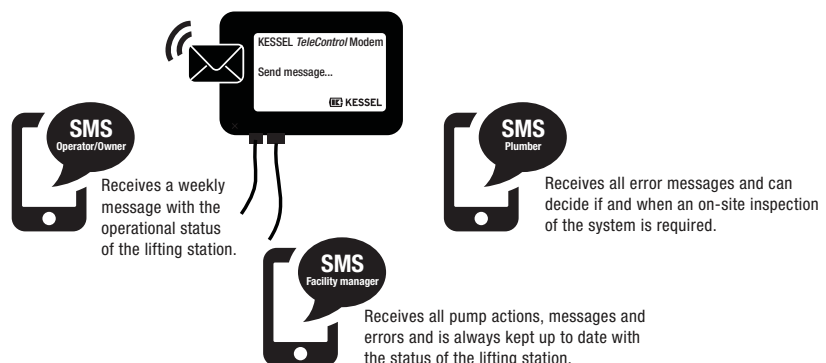 KESSEL TeleControl Modem
Send message...
KESSEL
SMS
Operator/Owner
Receives a weekly
message with the
operational status
of the lifting station.
SMS
Plumber
Receives all error messages and can
decide if and when an on-site inspection
of the system is required.
SMS
Facility manager
Receives all pump actions, messages and
errors and is always kept up to date with
the status of the lifting station.